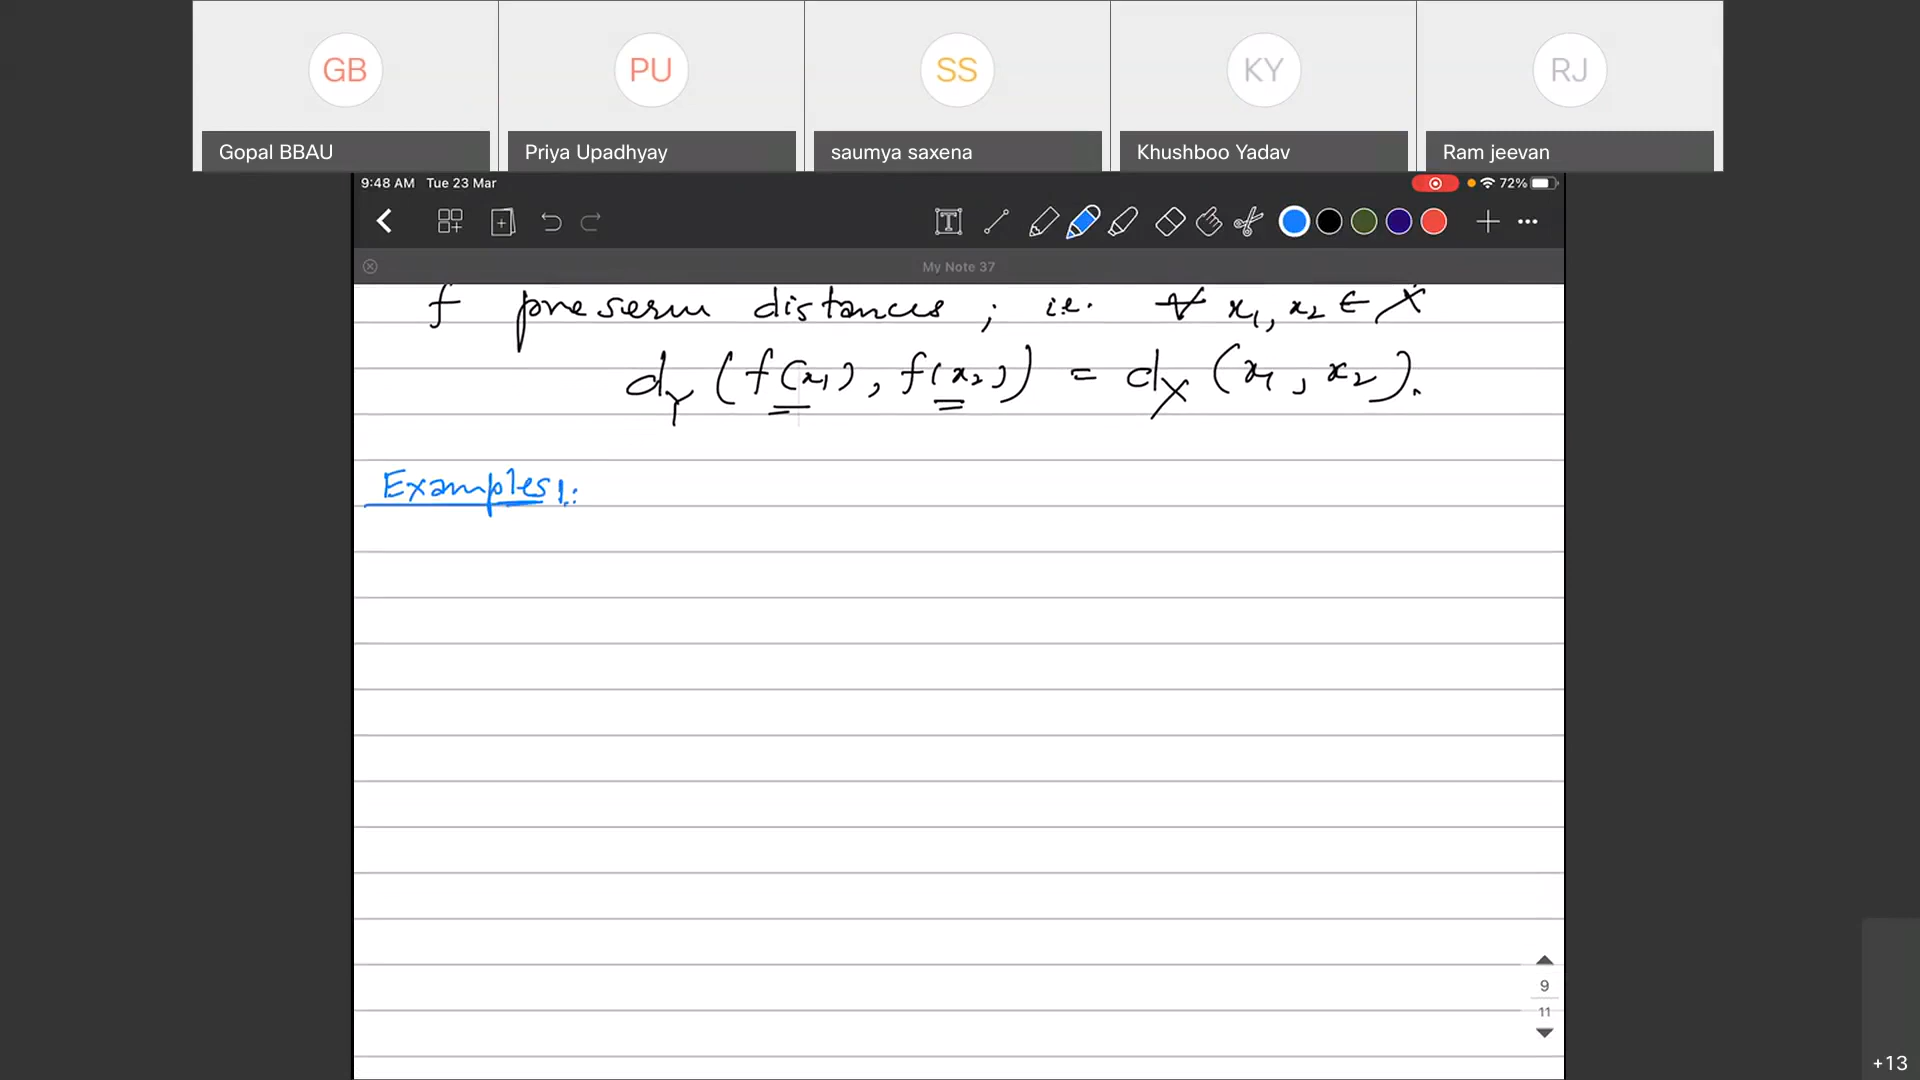 GB PU SS KY RJ
Gopal BBAU Priya Upadhyay saumya saxena Khushboo Yadav Ram jeevan
9:48 AM Tue 23 Mar 72%
My Note 37
f preserve distances ; i.e. ∀ x₁, x₂ ∈ X
d_Y (f(x₁), f(x₂)) = d_X (x₁, x₂).
Examples 1:
9
11
+13